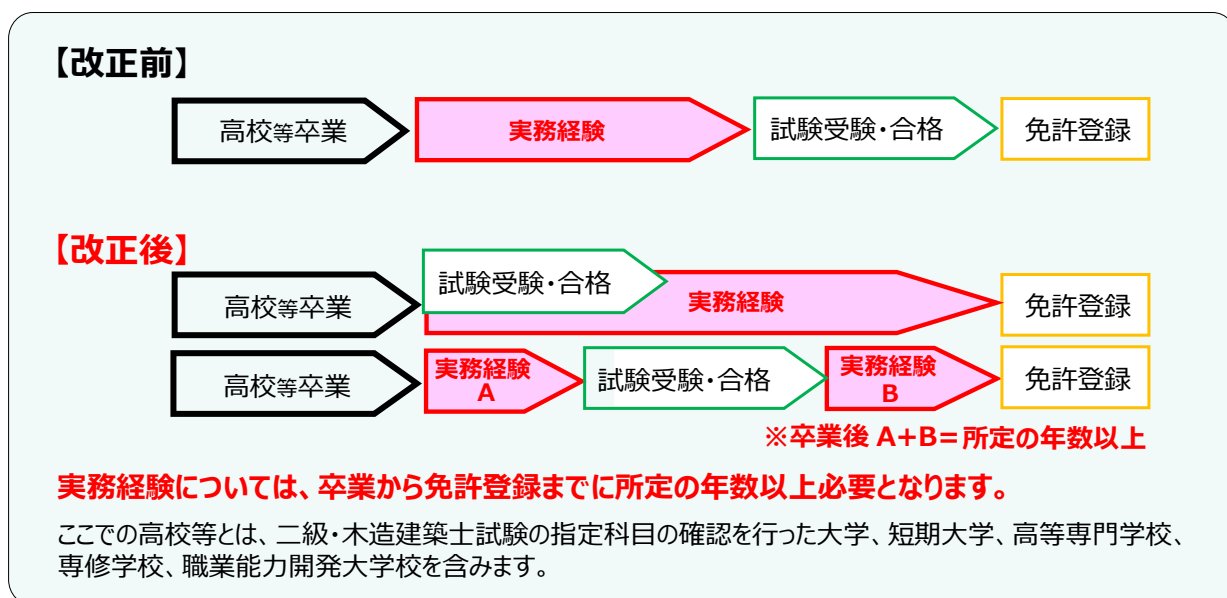 【改正前】
高校等卒業
実務経験
試験受験・合格
免許登録
【改正後】
高校等卒業
試験受験・合格
実務経験
免許登録
高校等卒業
実務経験
A
試験受験・合格
実務経験
B
免許登録
※卒業後 A+B=所定の年数以上
実務経験については、卒業から免許登録までに所定の年数以上必要となります。
ここでの高校等とは、二級・木造建築士試験の指定科目の確認を行った大学、短期大学、高等専門学校、
専修学校、職業能力開発大学校を含みます。